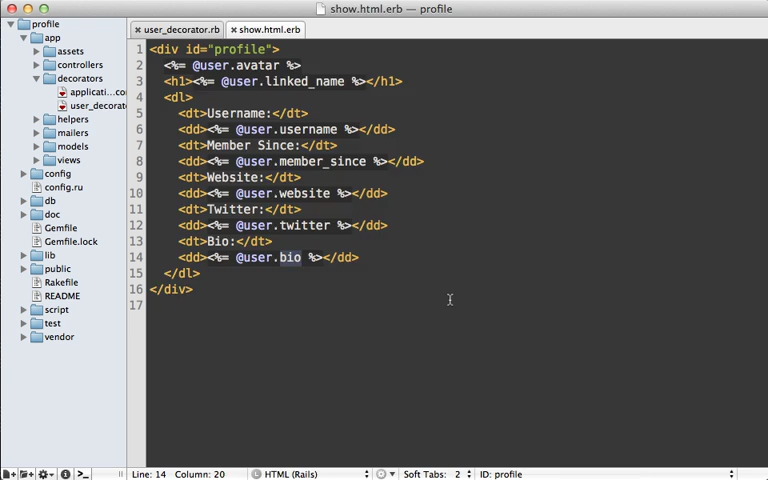 show.html.erb — profile
profile
app
assets
controllers
decorators
applicati…co
user_decorato
helpers
mailers
models
views
config
config.ru
db
doc
Gemfile
Gemfile.lock
lib
public
Rakefile
README
script
test
vendor
user_decorator.rb show.html.erb
1 <div id="profile">
2 <%= @user.avatar %>
3 <h1><%= @user.linked_name %></h1>
4 <dl>
5 <dt>Username:</dt>
6 <dd><%= @user.username %></dd>
7 <dt>Member Since:</dt>
8 <dd><%= @user.member_since %></dd>
9 <dt>Website:</dt>
10 <dd><%= @user.website %></dd>
11 <dt>Twitter:</dt>
12 <dd><%= @user.twitter %></dd>
13 <dt>Bio:</dt>
14 <dd><%= @user.bio %></dd>
15 </dl>
16 </div>
17
Line: 14 Column: 20 L HTML (Rails) Soft Tabs: 2 ID: profile